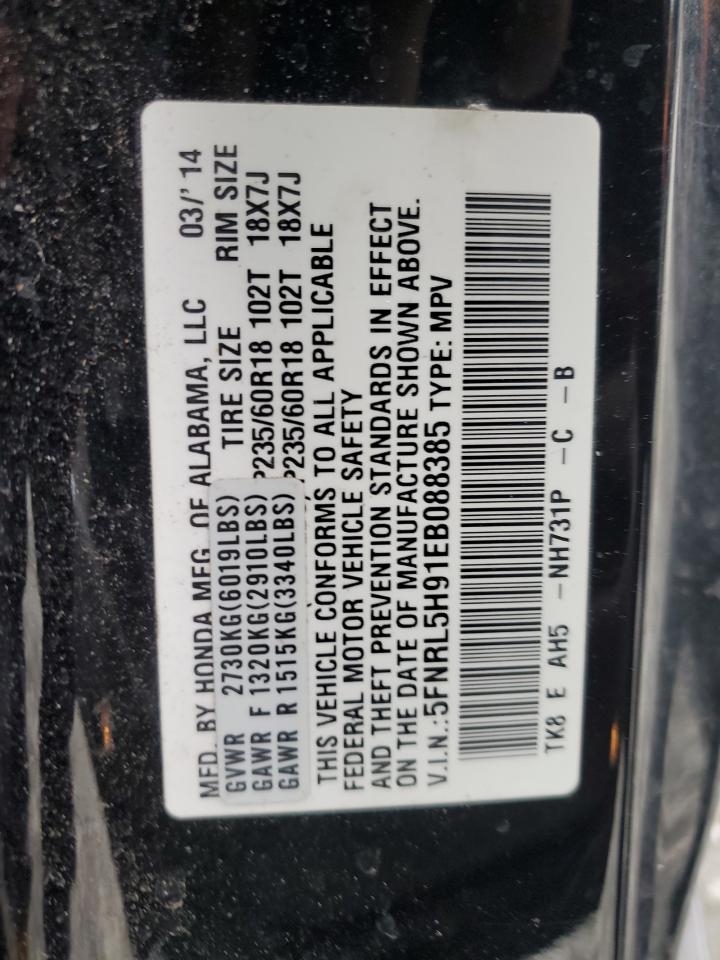 MFD. BY HONDA MFG. OF ALABAMA, LLC 03/'14
GVWR 2730KG(6019LBS) TIRE SIZE RIM SIZE
GAWR F 1320KG(2910LBS) P235/60R18 102T 18X7J
GAWR R 1515KG(3340LBS) P235/60R18 102T 18X7J
THIS VEHICLE CONFORMS TO ALL APPLICABLE
FEDERAL MOTOR VEHICLE SAFETY
AND THEFT PREVENTION STANDARDS IN EFFECT
ON THE DATE OF MANUFACTURE SHOWN ABOVE.
V.I.N.:5FNRL5H91EB088385 TYPE: MPV
TK8 E AH5 -NH731P -C -B